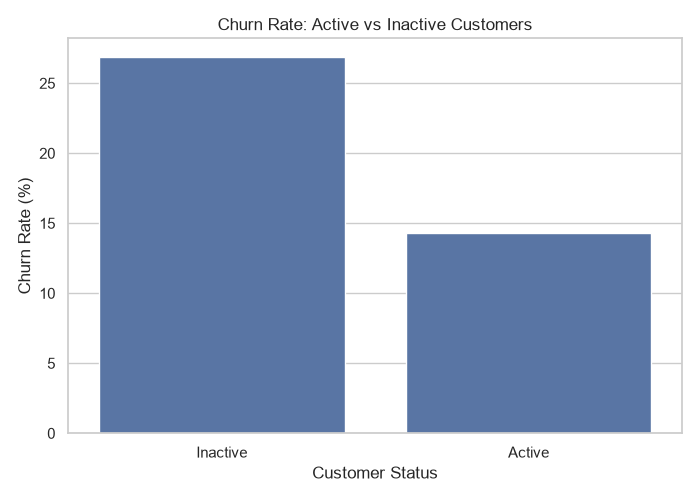 Churn Rate: Active vs Inactive Customers
Churn Rate (%)
25
20
15
10
5
0
Inactive
Active
Customer Status